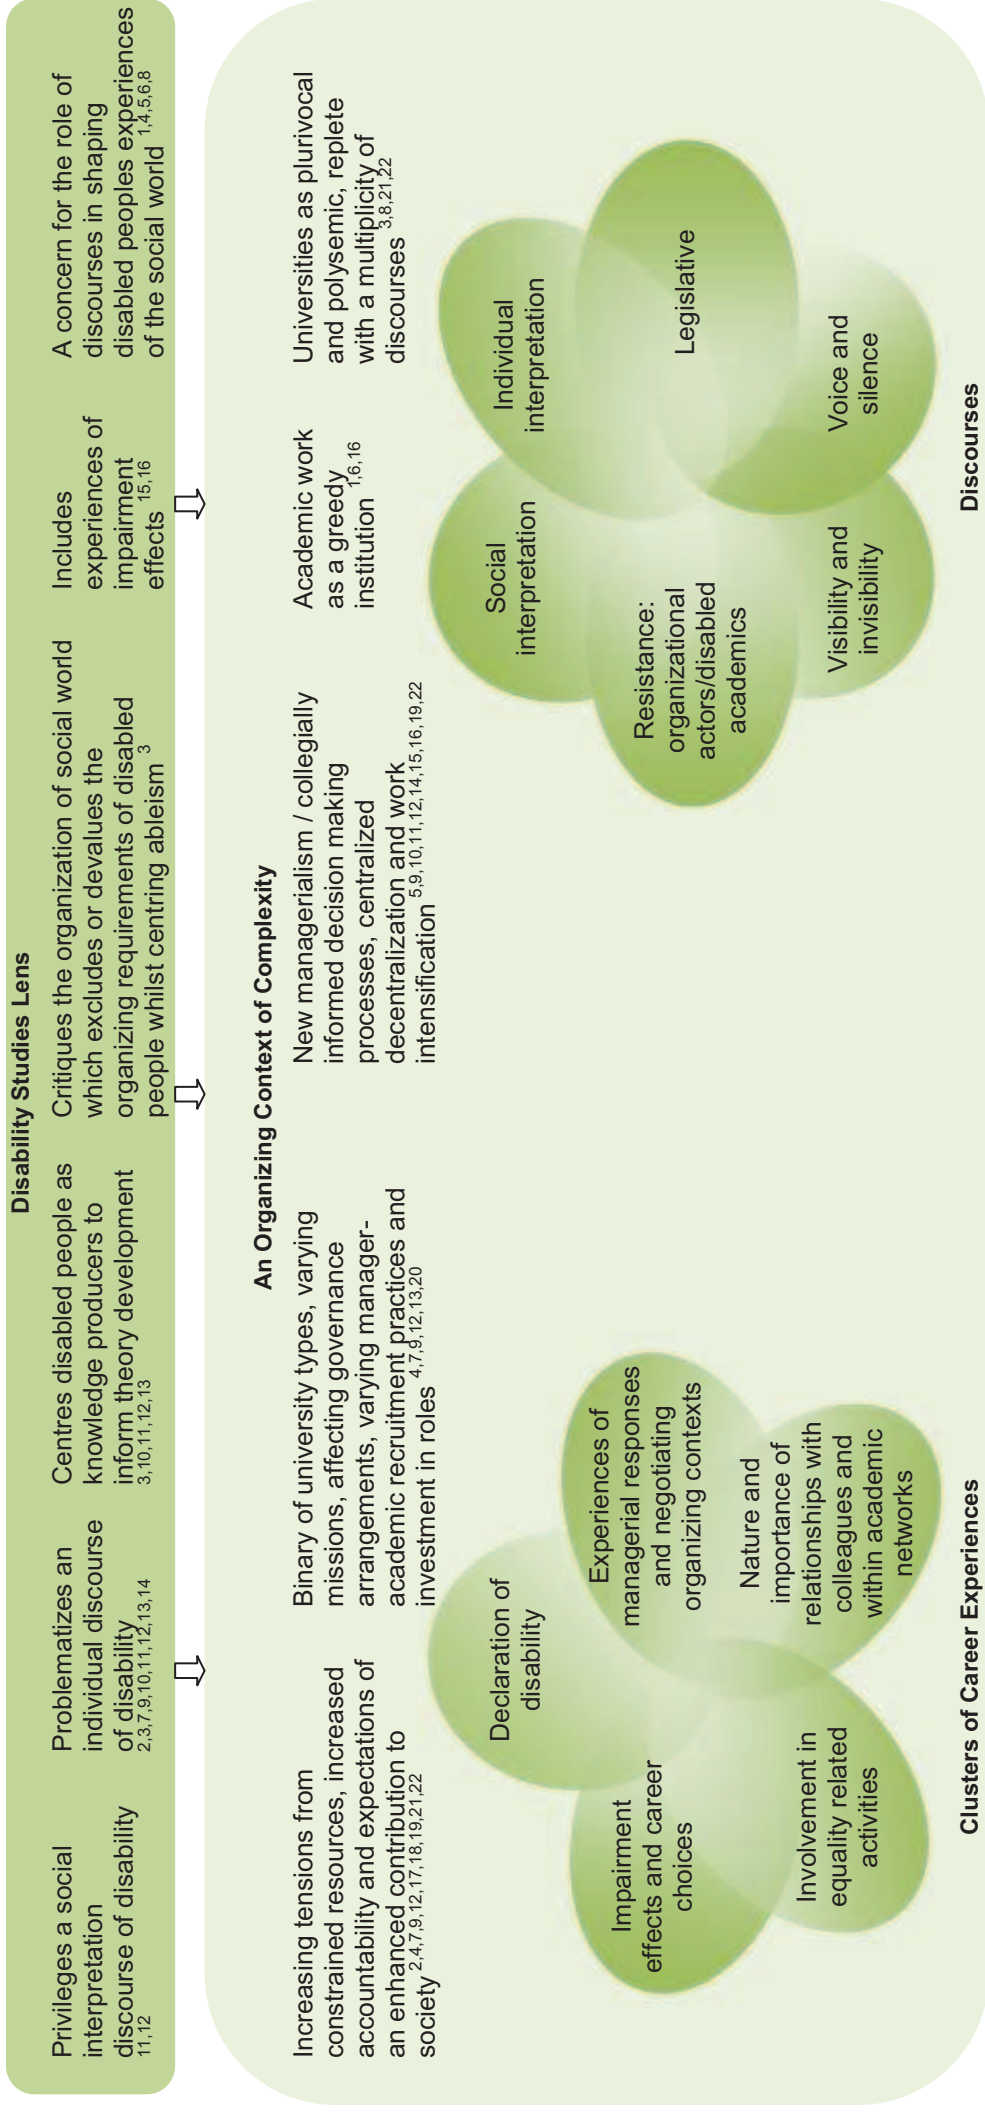 Disability Studies Lens
Privileges a social
interpretation
discourse of disability
11,12
Problematizes an
individual discourse
of disability
2,3,7,9,10,11,12,13,14
Centres disabled people as
knowledge producers to
inform theory development
3,10,11,12,13
Critiques the organization of social world
which excludes or devalues the
organizing requirements of disabled
people whilst centring ableism 3
Includes
experiences of
impairment
effects 15,16
A concern for the role of
discourses in shaping
disabled peoples experiences
of the social world 1,4,5,6,8
An Organizing Context of Complexity
Increasing tensions from
constrained resources, increased
accountability and expectations of
an enhanced contribution to
society 2,4,7,9,12,17,18,19,21,22
Binary of university types, varying
missions, affecting governance
arrangements, varying manager-
academic recruitment practices and
investment in roles 4,7,9,12,13,20
New managerialism / collegially
informed decision making
processes, centralized
decentralization and work
intensification 5,9,10,11,12,14,15,16,19,22
Academic work
as a greedy
institution 1,6,16
Universities as plurivocal
and polysemic, replete
with a multiplicity of
discourses 3,8,21,22
Declaration of
disability
Impairment
effects and career
choices
Experiences of
managerial responses
and negotiating
organizing contexts
Involvement in
equality related
activities
Nature and
importance of
relationships with
colleagues and
within academic
networks
Clusters of Career Experiences
Social
interpretation
Individual
interpretation
Resistance:
organizational
actors/disabled
academics
Legislative
Visibility and
invisibility
Voice and
silence
Discourses